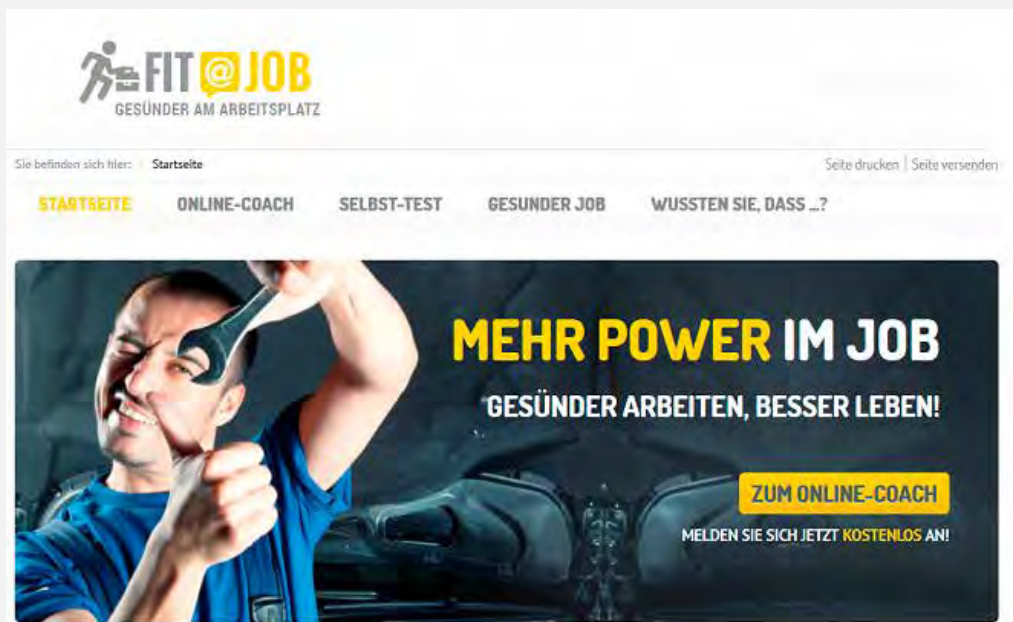 FIT@JOB
GESÜNDER AM ARBEITSPLATZ
Sie befinden sich hier: Startseite
Seite drucken | Seite versenden
STARTSEITE ONLINE-COACH SELBST-TEST GESUNDER JOB WUSSTEN SIE, DASS ...?
MEHR POWER IM JOB
GESÜNDER ARBEITEN, BESSER LEBEN!
ZUM ONLINE-COACH
MELDEN SIE SICH JETZT KOSTENLOS AN!